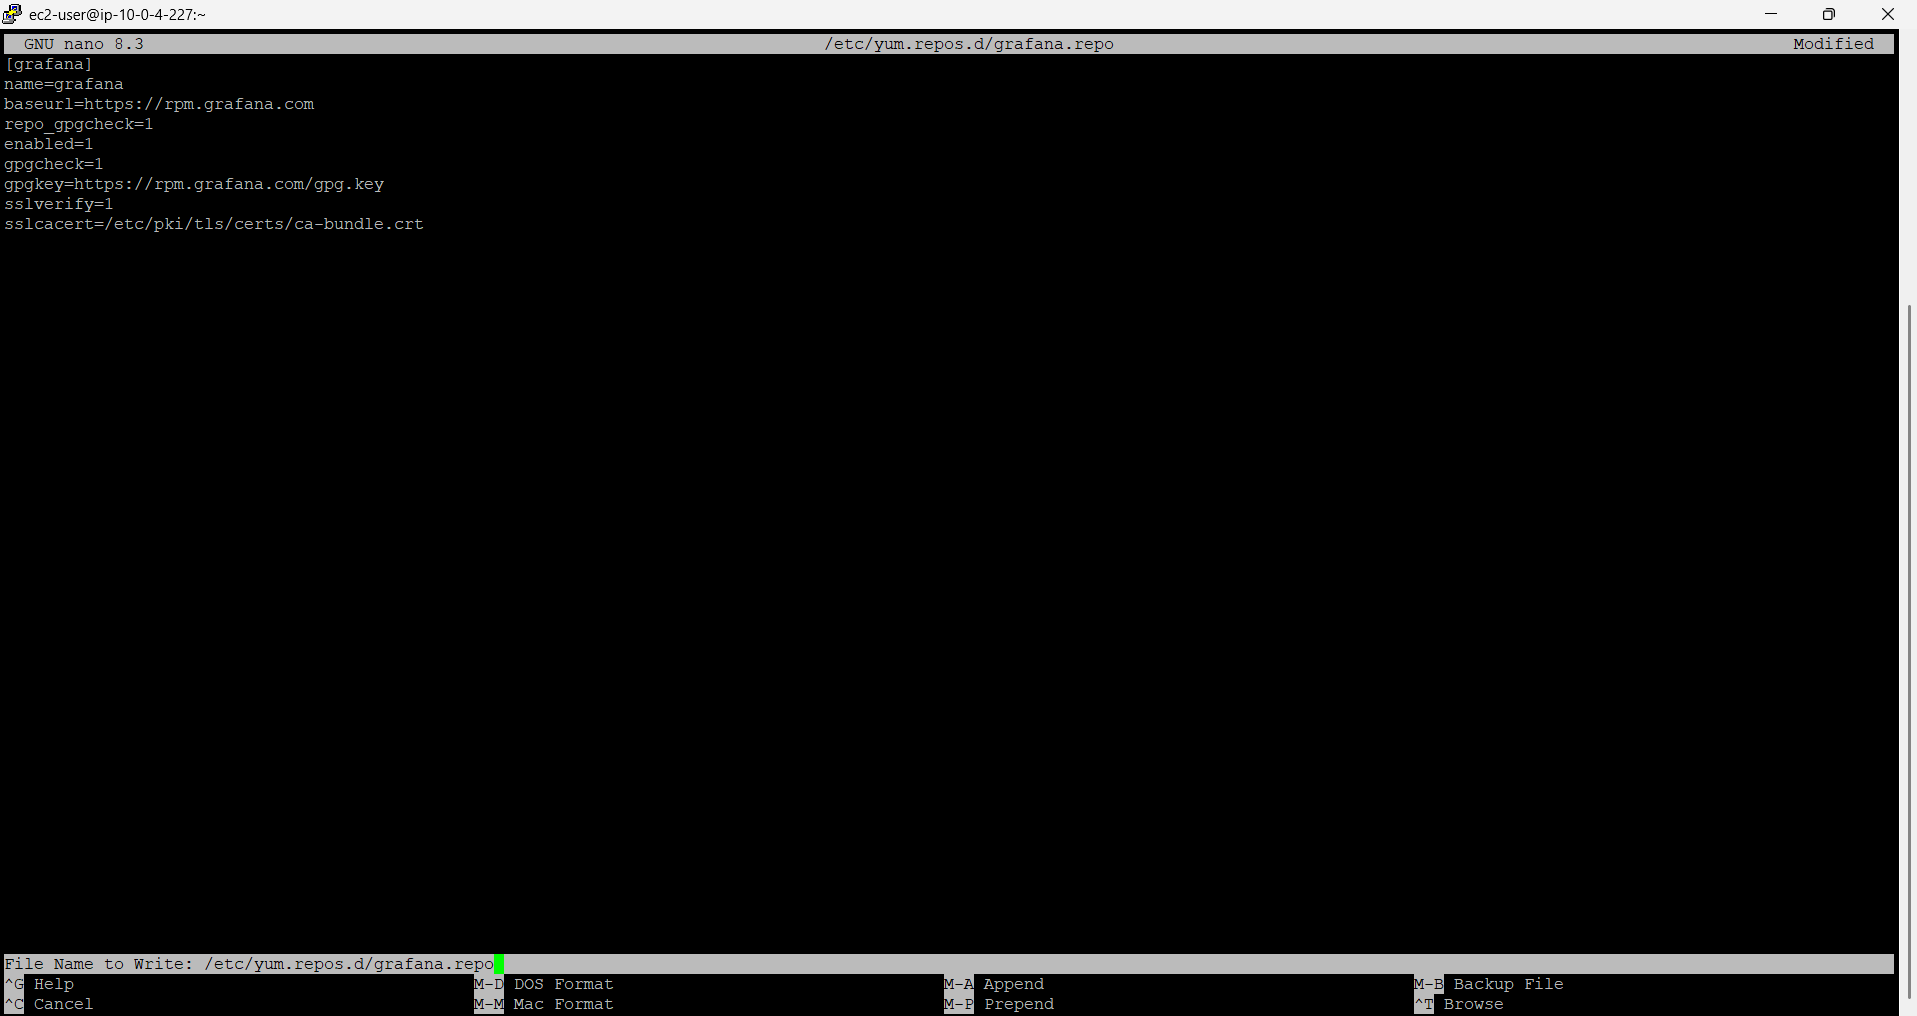 ec2-user@ip-10-0-4-227:~
GNU nano 8.3 /etc/yum.repos.d/grafana.repo Modified
[grafana]
name=grafana
baseurl=https://rpm.grafana.com
repo_gpgcheck=1
enabled=1
gpgcheck=1
gpgkey=https://rpm.grafana.com/gpg.key
sslverify=1
sslcacert=/etc/pki/tls/certs/ca-bundle.crt
File Name to Write: /etc/yum.repos.d/grafana.repo
^G Help M-D DOS Format M-A Append M-B Backup File
^C Cancel M-M Mac Format M-P Prepend ^T Browse